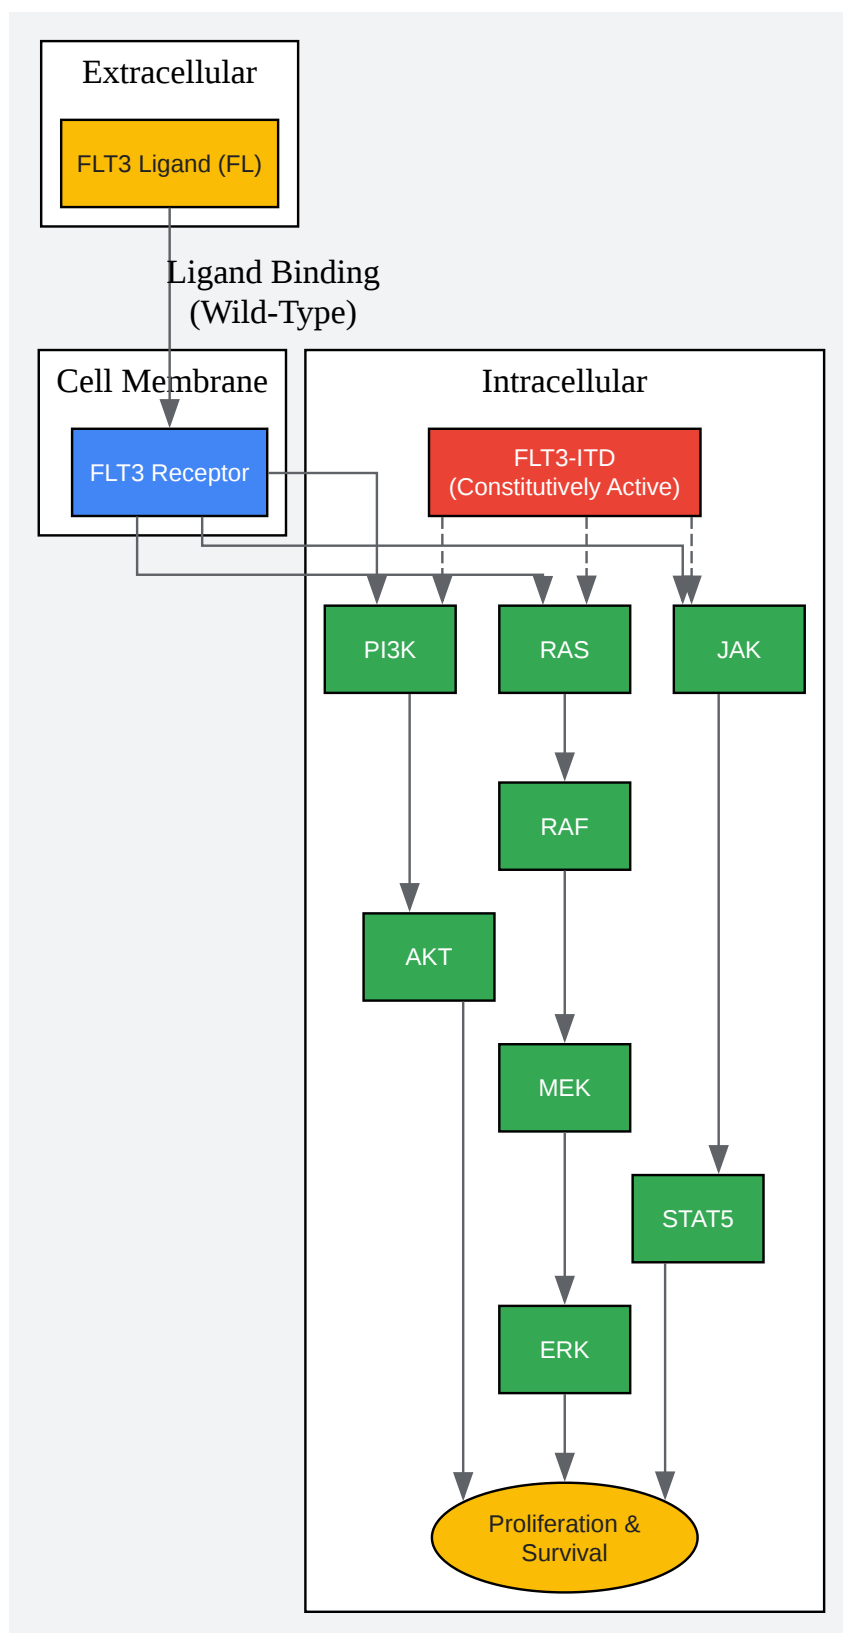 Extracellular
FLT3 Ligand (FL)
Ligand Binding
(Wild-Type)
Cell Membrane
FLT3 Receptor
Intracellular
FLT3-ITD
(Constitutively Active)
PI3K
RAS
JAK
RAF
AKT
MEK
STAT5
ERK
Proliferation &
Survival